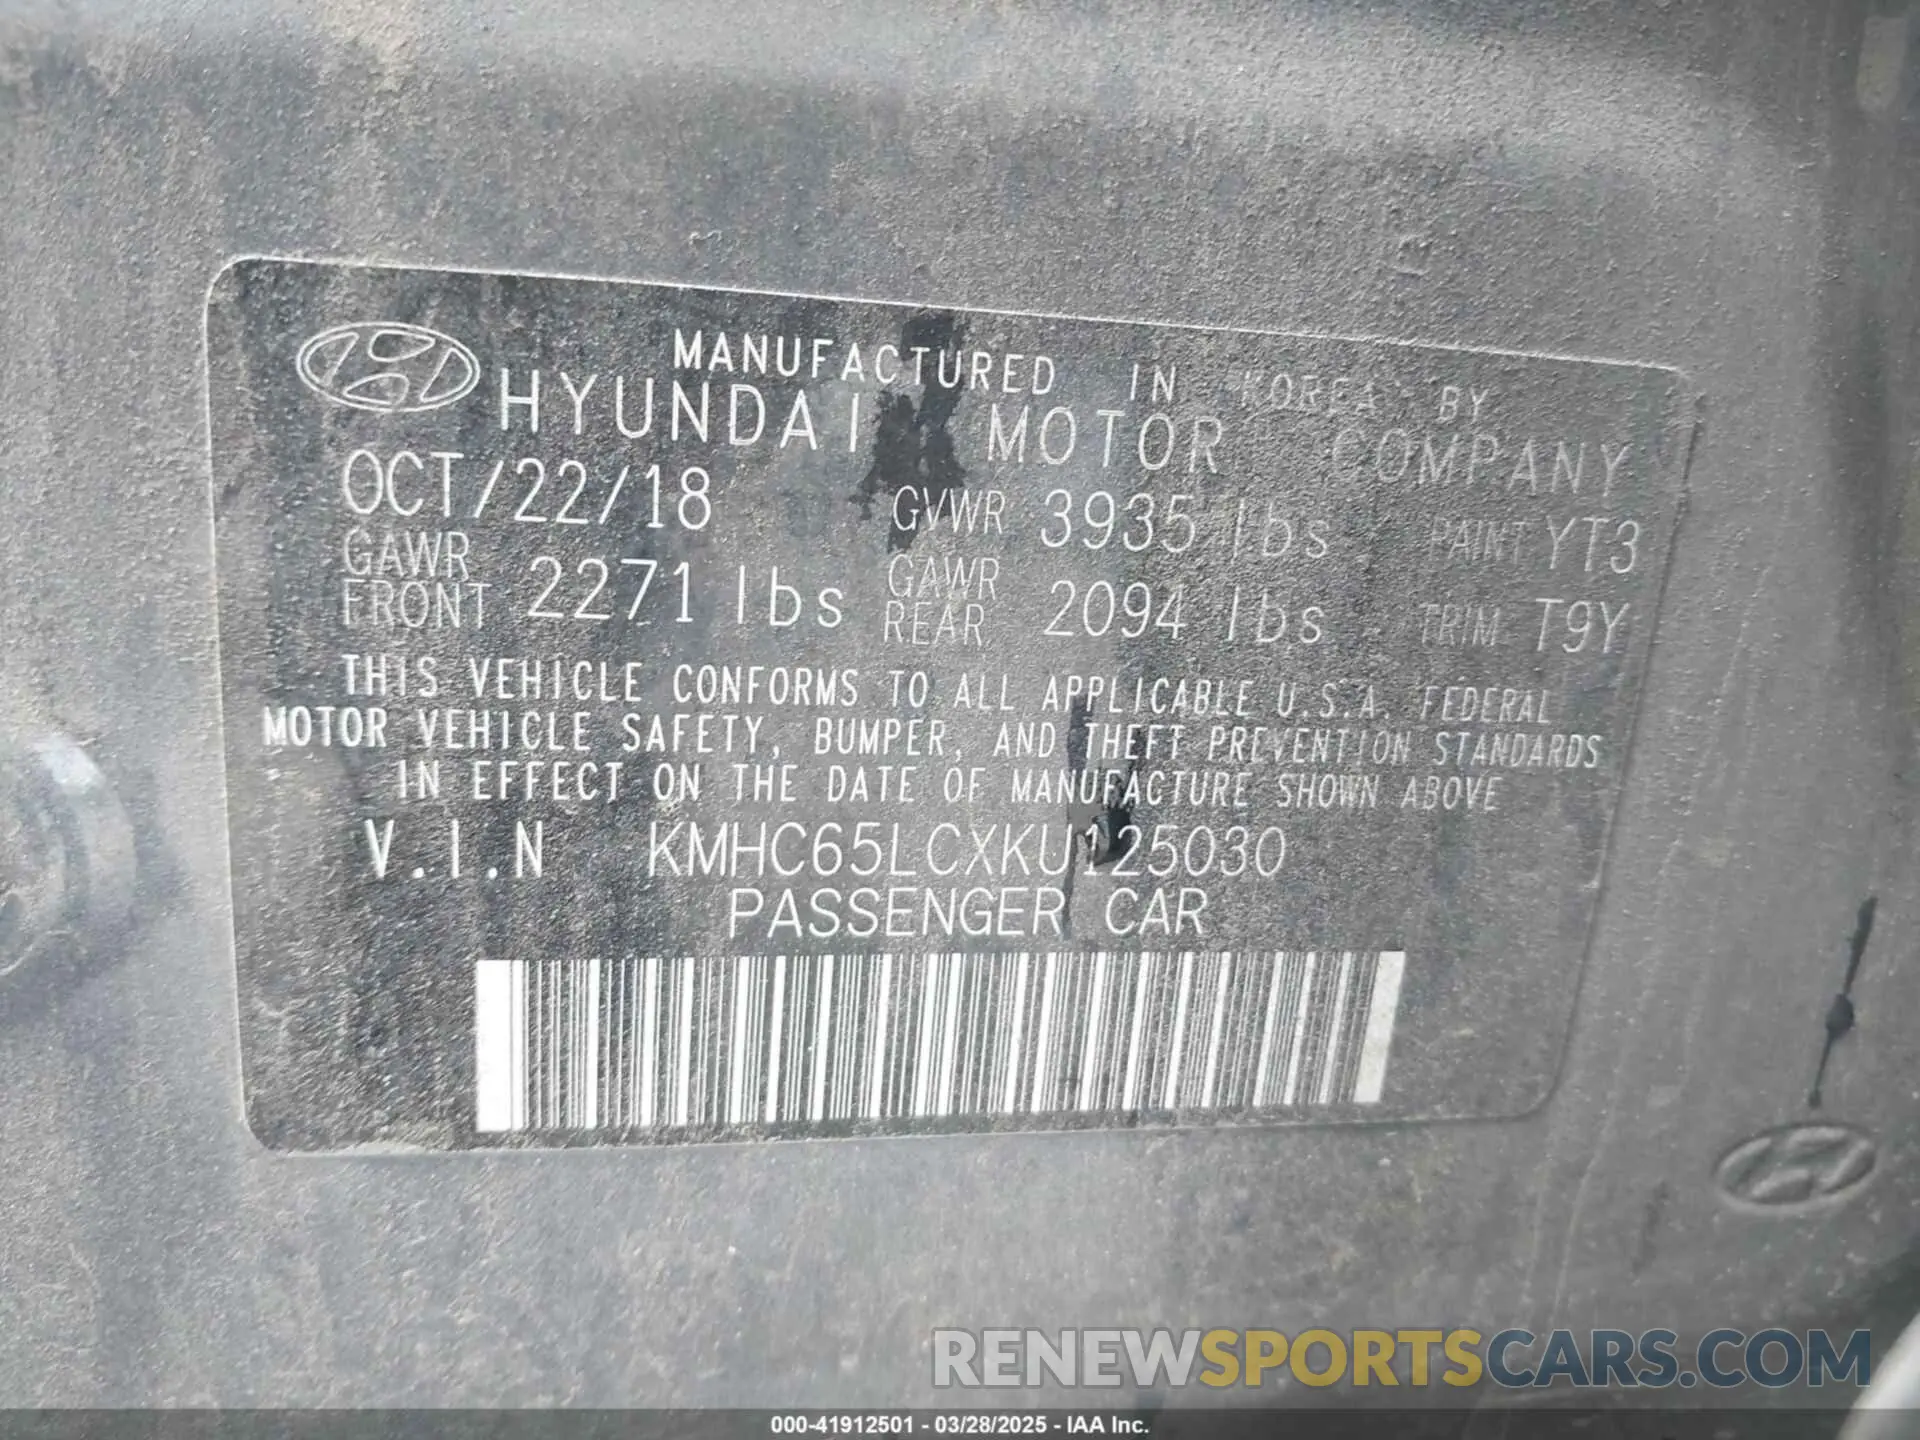 MANUFACTURED IN KOREA BY
HYUNDAI MOTOR COMPANY
OCT/22/18 GVWR 3935 lbs PAINT YT3
GAWR FRONT 2271 lbs GAWR REAR 2094 lbs TRIM T9Y
THIS VEHICLE CONFORMS TO ALL APPLICABLE U.S.A. FEDERAL
MOTOR VEHICLE SAFETY, BUMPER, AND THEFT PREVENTION STANDARDS
IN EFFECT ON THE DATE OF MANUFACTURE SHOWN ABOVE
V.I.N KMHC65LCXKU125030
PASSENGER CAR
RENEWSPORTSCARS.COM
000-41912501 - 03/28/2025 - IAA Inc.